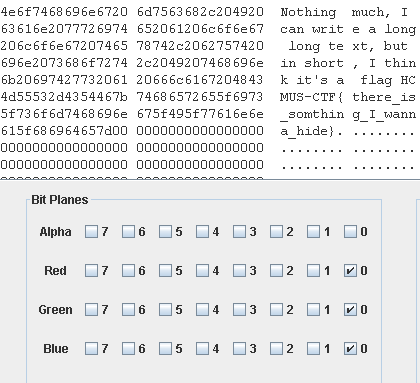 4e6f7468696e6720 6d7563682c204920 Nothing much, I
63616e2077726974 652061206c6f6e67 can writ e a long
206c6f6e67207465 78742c2062757420 long te xt, but
696e2073686f7274 2c2049207468696e in short , I thin
6b20697427732061 20666c6167204843 k it's a flag HC
4d55532d4354467b 74686572655f6973 MUS-CTF{ there_is
5f736f6d7468696e 675f495f77616e6e _somthin g_I_wann
615f686964657d00 0000000000000000 a_hide}. ........
0000000000000000 0000000000000000 ........ ........
0000000000000000 0000000000000000 ........ ........
Bit Planes
Alpha 7 6 5 4 3 2 1 0
Red 7 6 5 4 3 2 1 0
Green 7 6 5 4 3 2 1 0
Blue 7 6 5 4 3 2 1 0